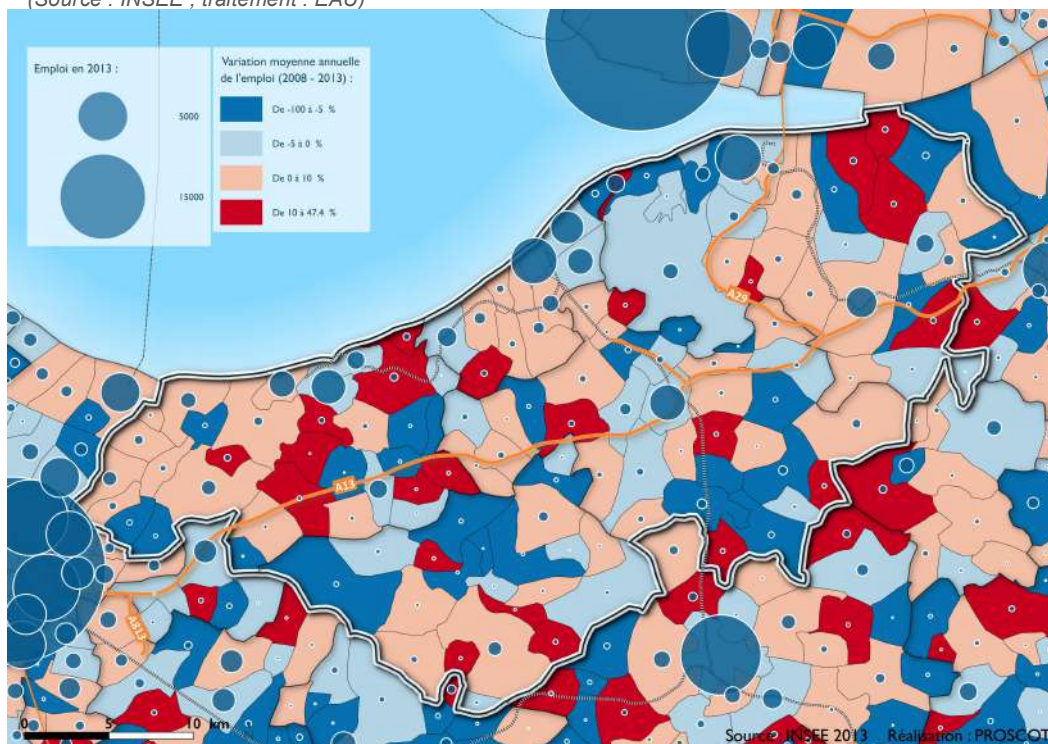 (Source : INSEE ; traitement : EAU)
Emploi en 2013 :
5000
15000
Variation moyenne annuelle
de l'emploi (2008 - 2013) :
De -100 à -5 %
De -5 à 0 %
De 0 à 10 %
De 10 à 47.4 %
A29
A13
A813
0 5 10 km
Source : INSEE 2013 Réalisation : PROSCOT